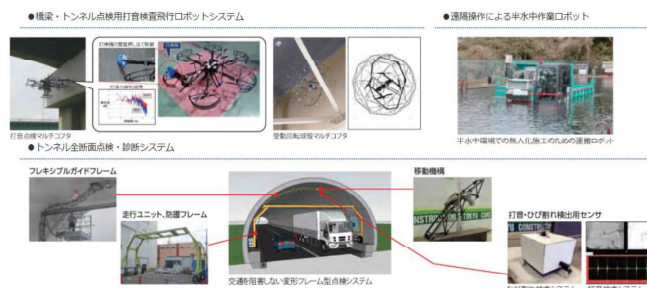 ●橋梁・トンネル点検用打音検査飛行ロボットシステム
●遠隔操作による半水中作業ロボット
打音点検マルチコプタ
受動回転球殻マルチコプタ
半水中環境での無人化施工のための運搬ロボット
●トンネル全断面点検・診断システム
フレキシブルガイドフレーム
移動機構
走行ユニット、防護フレーム
打音・ひび割れ検出用センサ
交通を阻害しない変形フレーム型点検システム